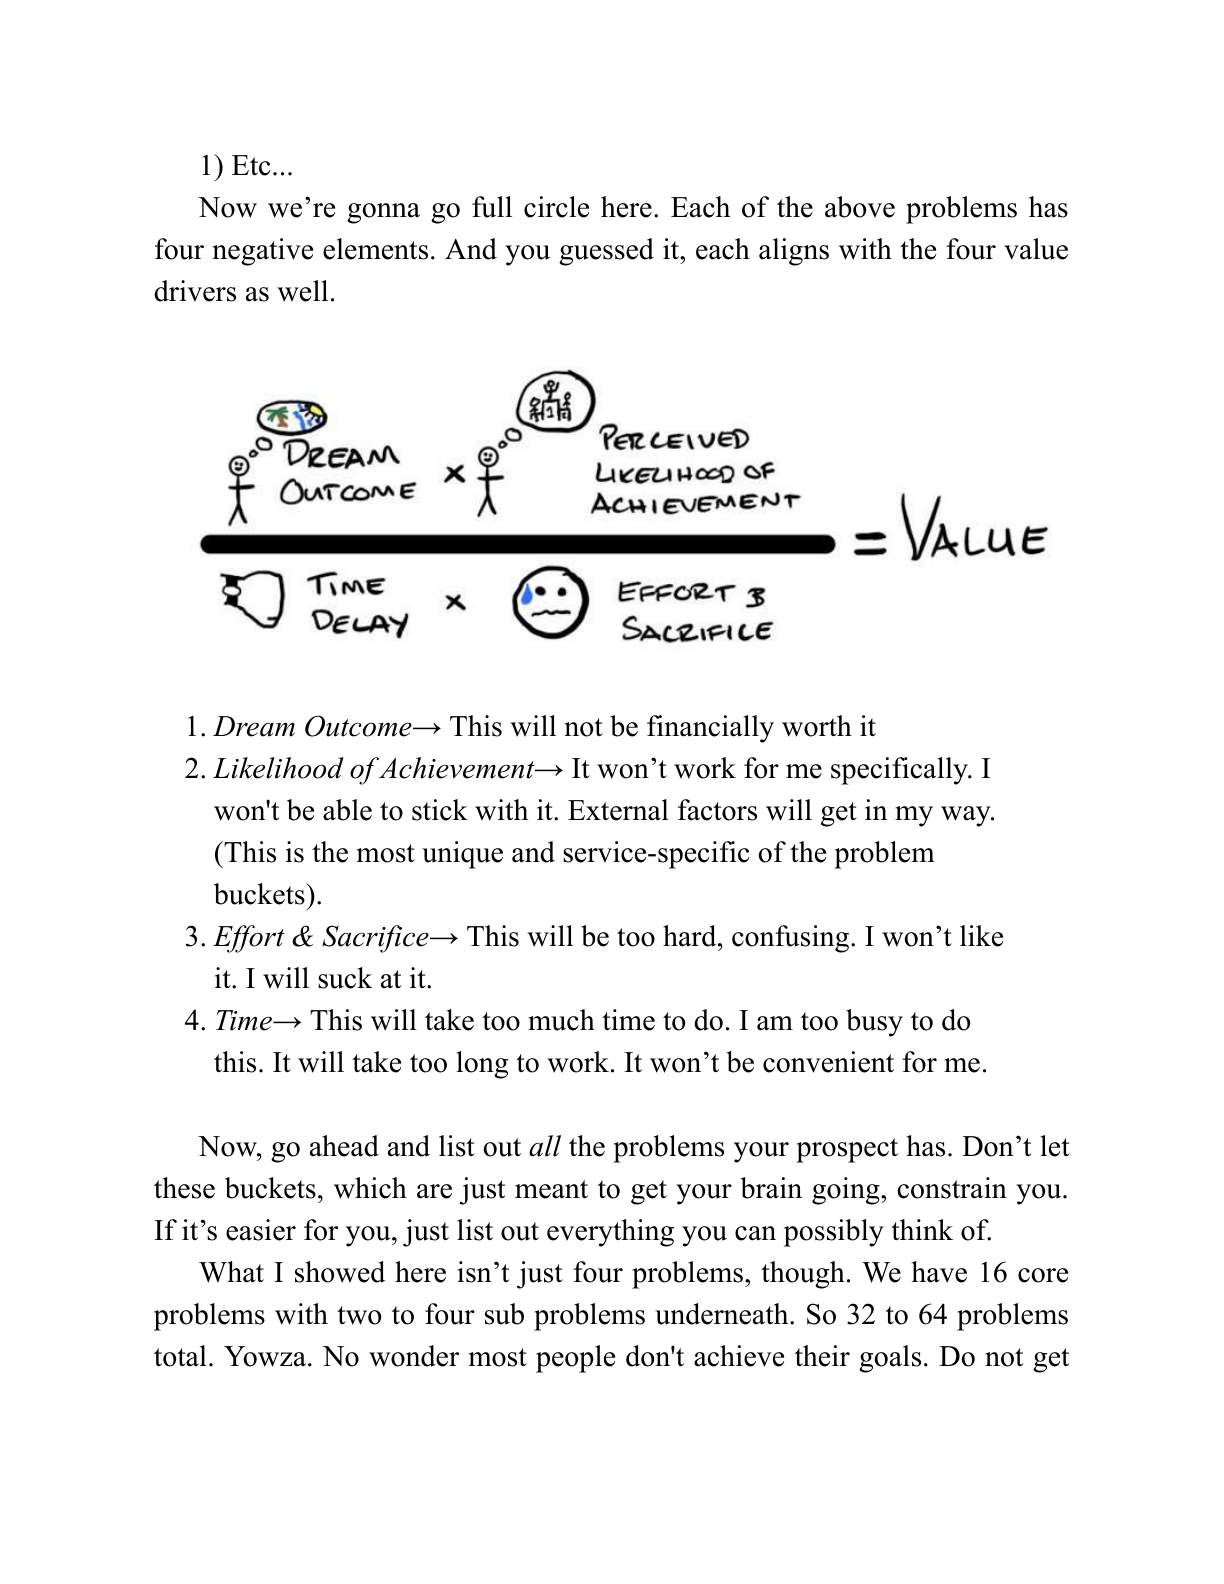 1) Etc...
Now we’re gonna go full circle here. Each of the above problems has
four negative elements. And you guessed it, each aligns with the four value
drivers as well.
DREAM
OUTCOME
x
PERCEIVED
LIKELIHOOD OF
ACHIEVEMENT
= VALUE
TIME
DELAY
x
EFFORT &
SACRIFICE
1. Dream Outcome→ This will not be financially worth it
2. Likelihood of Achievement→ It won’t work for me specifically. I
won't be able to stick with it. External factors will get in my way.
(This is the most unique and service-specific of the problem
buckets).
3. Effort & Sacrifice→ This will be too hard, confusing. I won’t like
it. I will suck at it.
4. Time→ This will take too much time to do. I am too busy to do
this. It will take too long to work. It won’t be convenient for me.
Now, go ahead and list out all the problems your prospect has. Don’t let
these buckets, which are just meant to get your brain going, constrain you.
If it’s easier for you, just list out everything you can possibly think of.
What I showed here isn’t just four problems, though. We have 16 core
problems with two to four sub problems underneath. So 32 to 64 problems
total. Yowza. No wonder most people don't achieve their goals. Do not get